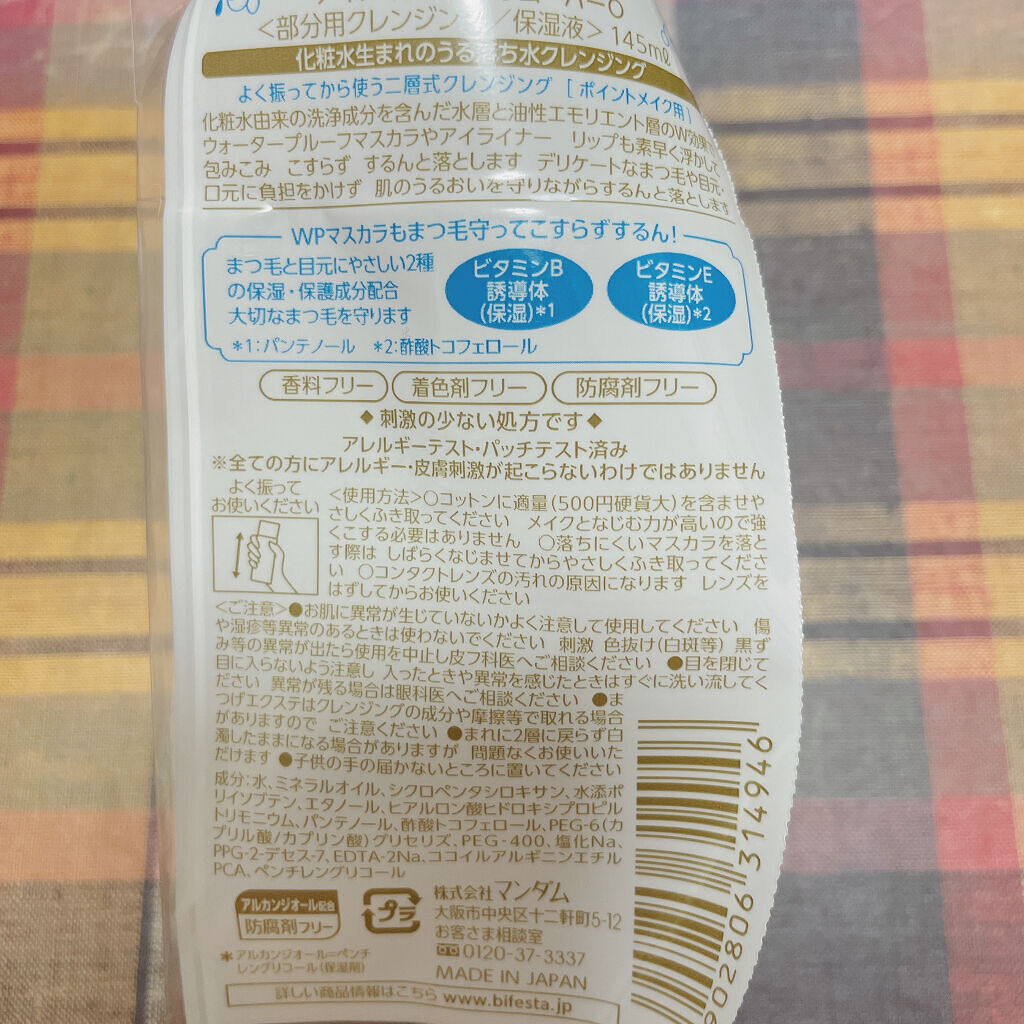 <部分用クレンジング/保湿液> 145mℓ
化粧水生まれのうる落ち水クレンジング
よく振ってから使う二層式クレンジング [ポイントメイク用]
化粧水由来の洗浄成分を含んだ水層と油性エモリエント層のW効果で
ウォータープルーフマスカラやアイライナー リップも素早く浮かして
包みこみ こすらず するんと落とします デリケートなまつ毛や目元・
口元に負担をかけず 肌のうるおいを守りながらするんと落とします
WPマスカラもまつ毛守ってこすらずするん!
まつ毛と目元にやさしい2種
の保湿・保護成分配合
大切なまつ毛を守ります
ビタミンB
誘導体
(保湿)*1
ビタミンE
誘導体
(保湿)*2
*1:パンテノール *2:酢酸トコフェロール
香料フリー 着色剤フリー 防腐剤フリー
◆刺激の少ない処方です◆
アレルギーテスト・パッチテスト済み
※全ての方にアレルギー・皮膚刺激が起こらないわけではありません
よく振って
お使いください
<使用方法>○コットンに適量(500円硬貨大)を含ませや
さしくふき取ってください メイクとなじむ力が高いので強
くこする必要はありません ○落ちにくいマスカラを落と
す際は しばらくなじませてからやさしくふき取ってくださ
い ○コンタクトレンズの汚れの原因になります レンズを
はずしてからお使いください
<ご注意>●お肌に異常が生じていないかよく注意して使用してください 傷
や湿疹等異常のあるときは使わないでください 刺激 色抜け(白斑等) 黒ず
み等の異常が出たら使用を中止し皮フ科医へご相談ください ●目を閉じて
目に入らないよう注意し 入ったときや異常を感じたときはすぐに洗い流してく
ださい 異常が残る場合は眼科医へご相談ください ●ま
つげエクステはクレンジングの成分や摩擦等で取れる場合
がありますので ご注意ください ●まれに2層に戻らず白
濁したままになる場合がありますが 問題なくお使いいた
だけます ●子供の手の届かないところに置いてください
成分:水、ミネラルオイル、シクロペンタシロキサン、水添ポ
リイソブテン、エタノール、ヒアルロン酸ヒドロキシプロピル
トリモニウム、パンテノール、酢酸トコフェロール、PEG-6(カ
プリル酸/カプリン酸)グリセリズ、PEG-400、塩化Na、
PPG-2-デセス-7、EDTA-2Na、ココイルアルギニンエチル
PCA、ペンチレングリコール
アルカンジオール配合
防腐剤フリー
*アルカンジオール=ペンチ
レングリコール(保湿剤)
プラ
株式会社マンダム
大阪市中央区十二軒町5-12
お客さま相談室
0120-37-3337
MADE IN JAPAN
詳しい商品情報はこちら www.bifesta.jp
902806 314946